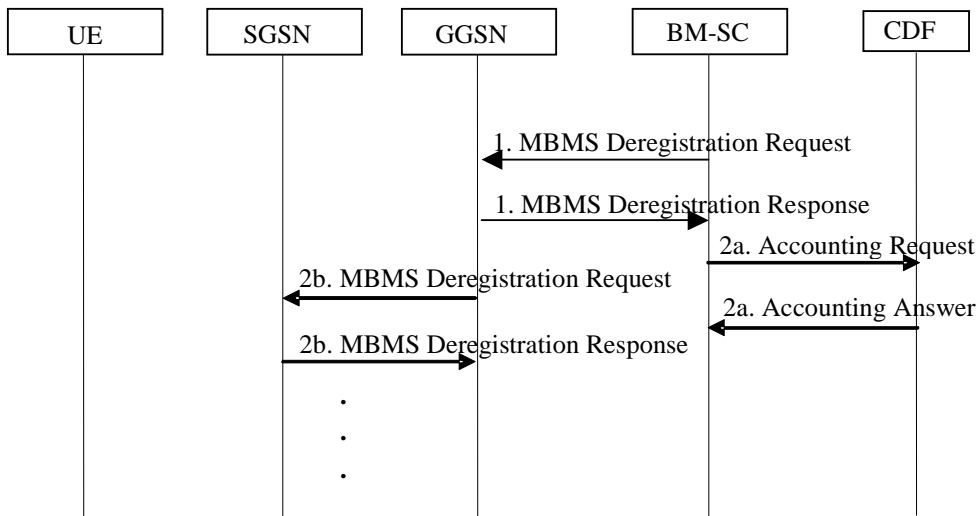 UE
SGSN
GGSN
BM-SC
CDF
1. MBMS Deregistration Request
1. MBMS Deregistration Response
2a. Accounting Request
2b. MBMS Deregistration Request
2a. Accounting Answer
2b. MBMS Deregistration Response
.
.
.